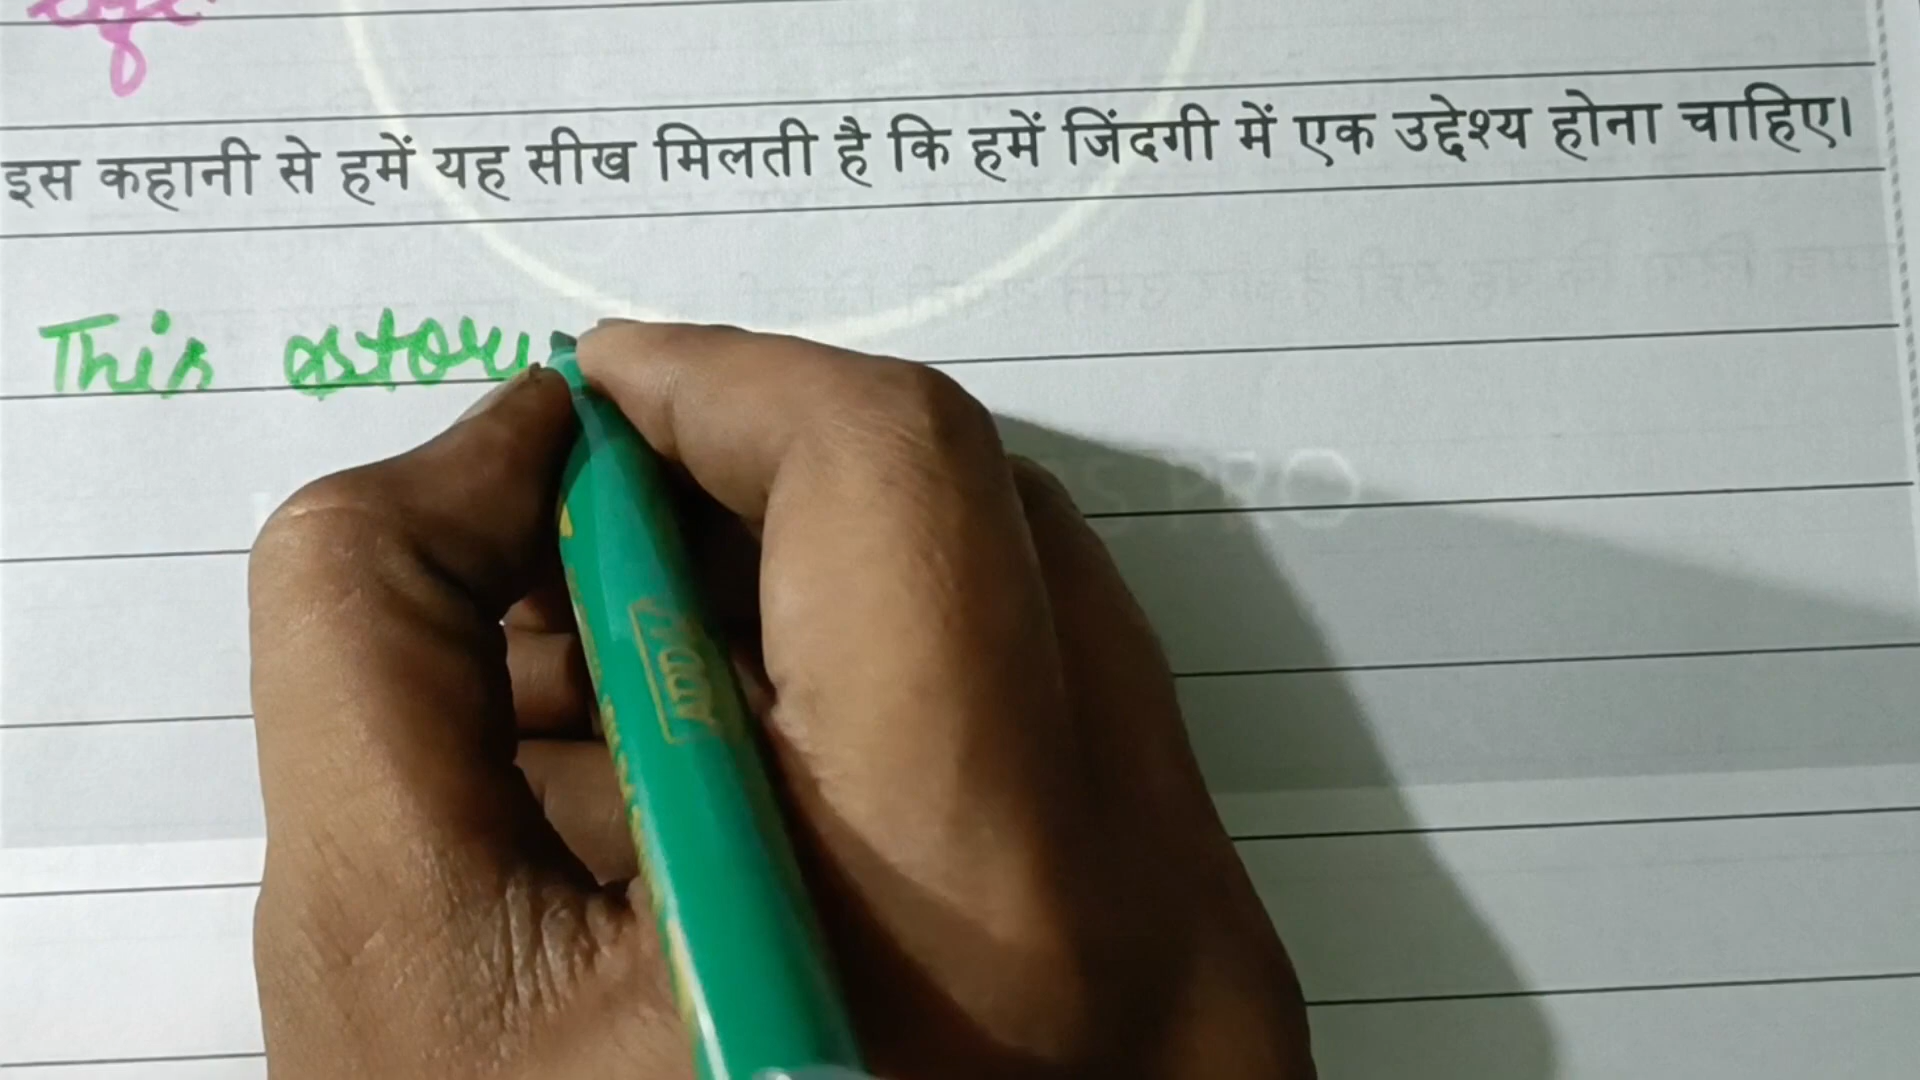 इस कहानी से हमें यह सीख मिलती है कि हमें जिंदगी में एक उद्देश्य होना चाहिए।
This story